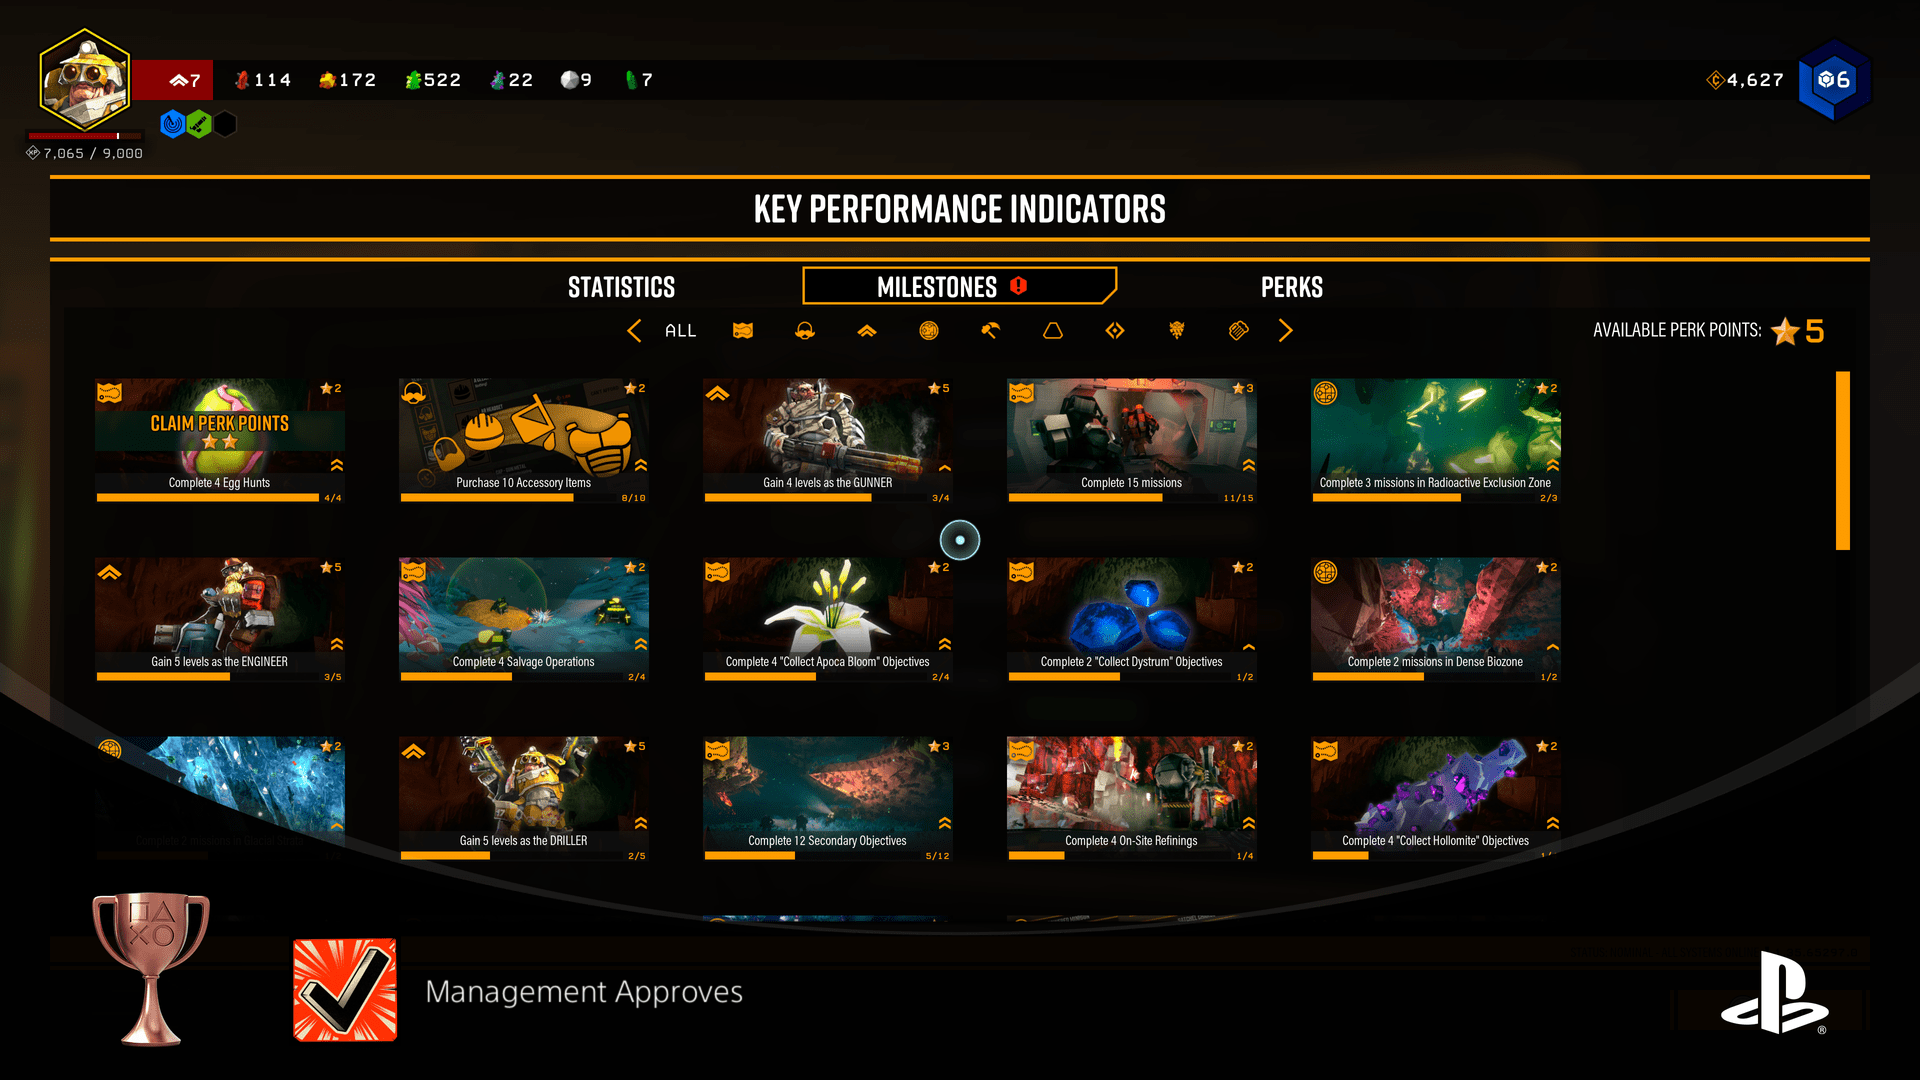 7 114 172 522 22 9 7 4,627 6
7,065 / 9,000
KEY PERFORMANCE INDICATORS
STATISTICS MILESTONES PERKS
ALL
AVAILABLE PERK POINTS: 5
2 2 5 3 2
CLAIM PERK POINTS
Complete 4 Egg Hunts
4/4
Purchase 10 Accessory Items
8/10
Gain 4 levels as the GUNNER
3/4
Complete 15 missions
11/15
Complete 3 missions in Radioactive Exclusion Zone
2/3
5 2 2 2 2
Gain 5 levels as the ENGINEER
3/5
Complete 4 Salvage Operations
2/4
Complete 4 "Collect Apoca Bloom" Objectives
2/4
Complete 2 "Collect Dystrum" Objectives
1/2
Complete 2 missions in Dense Biozone
1/2
2 5 3 2 2
Gain 5 levels as the DRILLER
2/5
Complete 12 Secondary Objectives
5/12
Complete 4 On-Site Refinings
1/4
Complete 4 "Collect Hollomite" Objectives
Management Approves